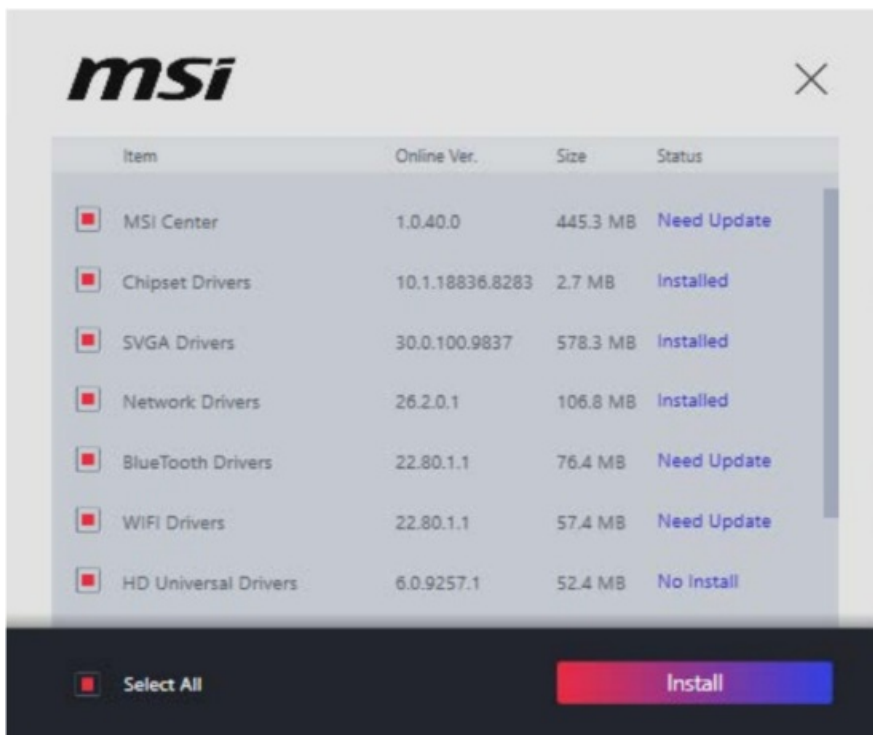 msi
Item Online Ver. Size Status
MSI Center 1.0.40.0 445.3 MB Need Update
Chipset Drivers 10.1.18836.8283 2.7 MB Installed
SVGA Drivers 30.0.100.9837 578.3 MB Installed
Network Drivers 26.2.0.1 106.8 MB Installed
BlueTooth Drivers 22.80.1.1 76.4 MB Need Update
WIFI Drivers 22.80.1.1 57.4 MB Need Update
HD Universal Drivers 6.0.9257.1 52.4 MB No Install
Select All Install